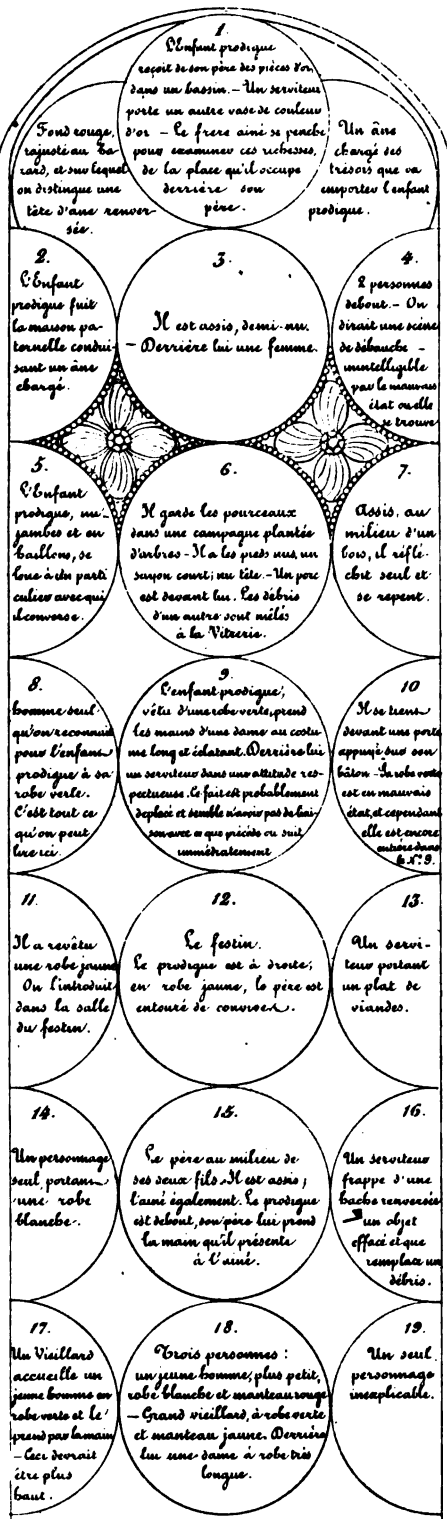 1.
L'Enfant prodigue
reçoit de son père des pièces d'or,
dans un bassin. – Un serviteur
porte un autre vase de couleur
d'or – Le frère ainé se penche
pour examiner ces richesses,
de la place qu'il occupe
derrière son
père.
Fond rouge,
rajusté au ha-
zard, et sur lequel
on distingue une
tête d'âne renver-
sée.
Un âne
chargé des
trésors que va
emporter l'enfant
prodigue.
2.
L'Enfant
prodigue fuit
la maison pa-
ternelle condui-
sant un âne
chargé.
3.
Il est assis, demi-nu.
– Derrière lui une femme.
4.
2 personnes
debout. – On
dirait une scène
de débauche –
inintelligible
par le mauvais
état où elle
se trouve
5.
L'Enfant
prodigue, nu-
jambes et en
haillons, se
loue à un parti
culier avec qui
il converse.
6.
Il garde les pourceaux
dans une campagne plantée
d'arbres – Il a les pieds nus, un
sayon court; nu tête. – Un porc
est devant lui. Les débris
d'un autre sont mêlés
à la Vitrerie.
7.
Assis, au
milieu d'un
bois, il réflé-
chit seul et
se repent.
8.
homme seul
qu'on reconnait
pour l'enfant
prodigue à sa
robe verte.
C'est tout ce
qu'on peut
lire ici.
9
L'enfant prodigue,
vêtu d'une robe verte, prend
les mains d'une dame au costu
me long et éclatant. Derrière lui
un serviteur dans une attitude res-
pectueuse. Ce fait est probablement
déplacé et semble n'avoir pas de liai-
son avec ce que précède ou suit
immédiatement
10
Il se tient
devant une porte
appuyé sur son
bâton – Sa robe verte
est en mauvais
état, et cependant
elle est encore
entière dans
le Nº 9.
11.
Il a revêtu
une robe jaune
On l'introduit
dans la salle
du festin.
12.
Le festin.
Le prodigue est à droite;
en robe jaune, le père est
entouré de convives.
13.
Un servi-
teur portant
un plat de
viandes.
14.
Un personnage
seul, portant
une robe
blanche.
15.
Le père au milieu de
ses deux fils. Il est assis;
l'ainé également. Le prodigue
est debout, son père lui prend
la main qu'il présente
à l'ainé.
16.
Un serviteur
frappe d'une
hache renversée
un objet
effacé et que
remplace un
débris.
17.
Un Vieillard
accueille un
jeune homme en
robe verte et le
prend par la main
– Ceci devrait
être plus
haut.
18.
Trois personnes :
un jeune homme, plus petit,
robe blanche et manteau rouge
– Grand vieillard, à robe verte
et manteau jaune. Derrière
lui une dame à robe très
longue.
19.
Un seul
personnage
inexplicable.